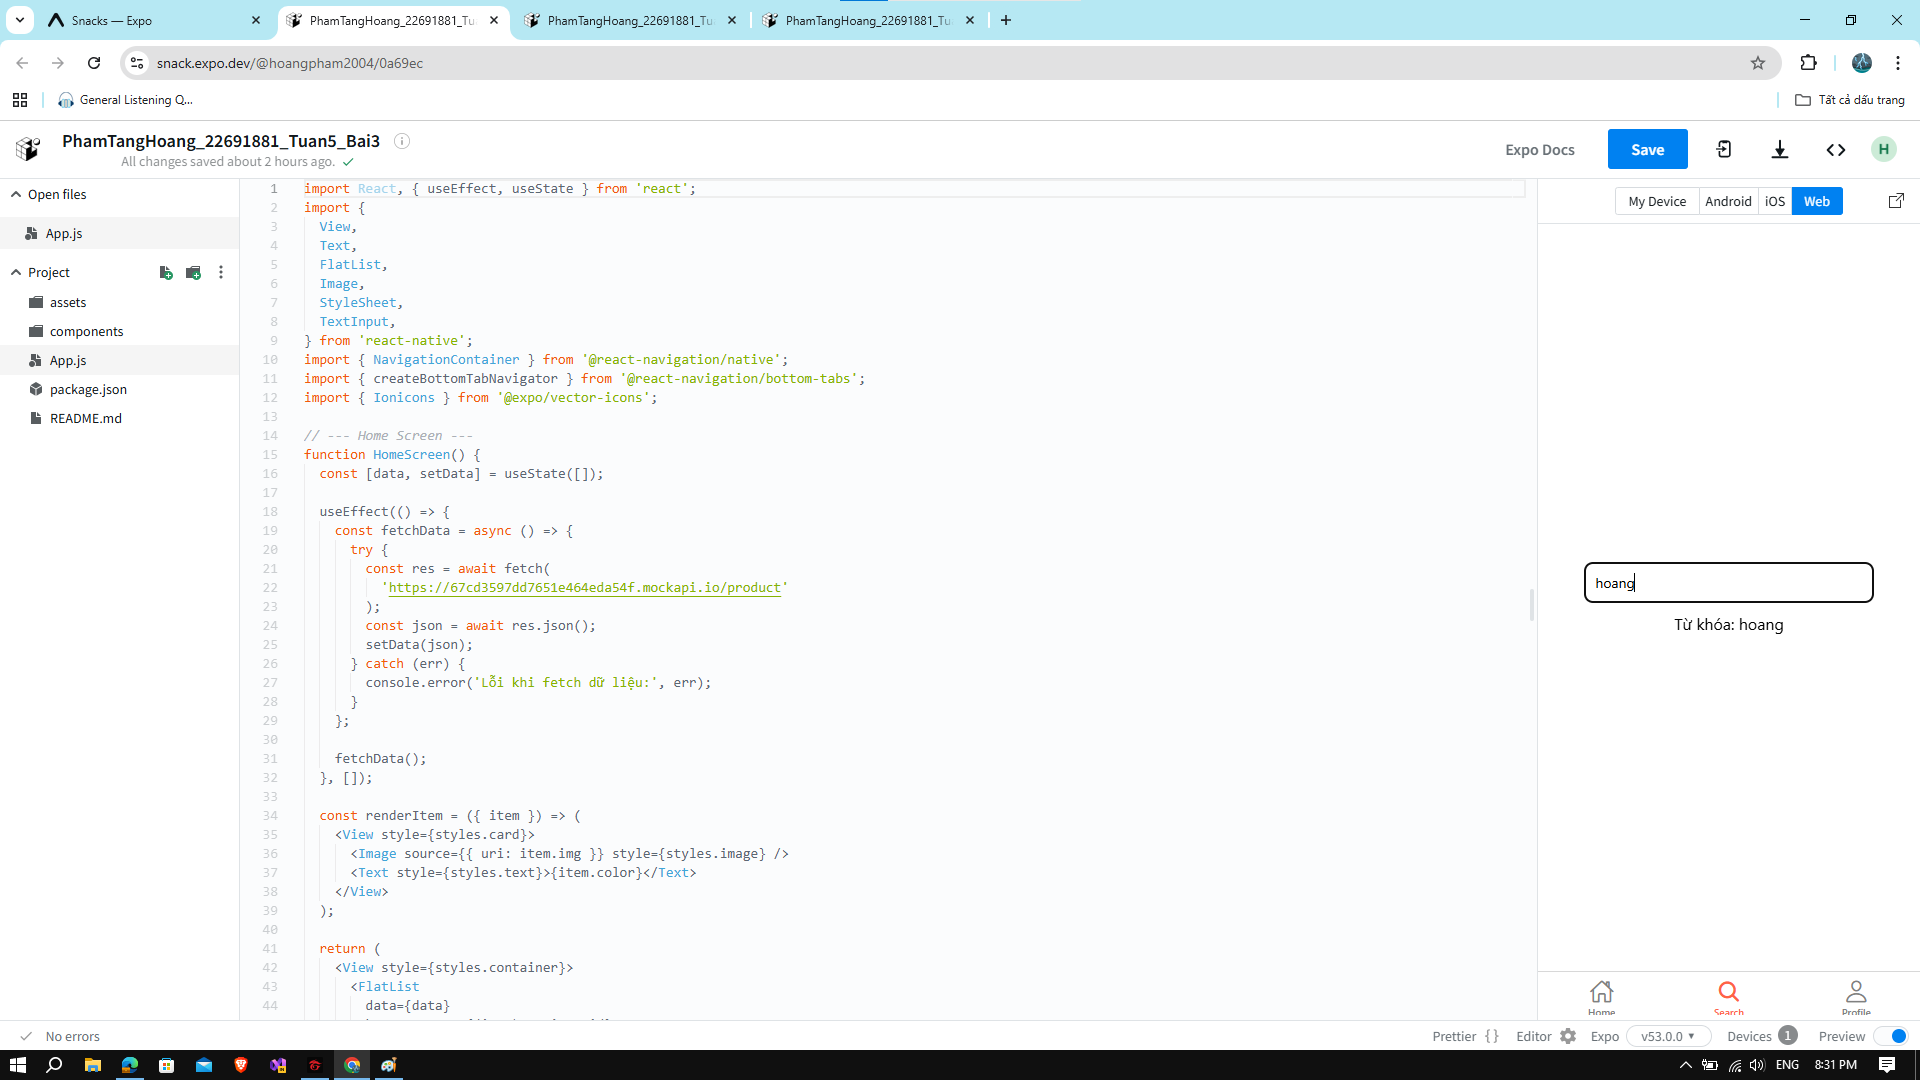 Snacks — Expo
PhamTangHoang_22691881_Tu
PhamTangHoang_22691881_Tu
PhamTangHoang_22691881_Tu
snack.expo.dev/@hoangpham2004/0a69ec
General Listening Q...
Tất cả dấu trang
PhamTangHoang_22691881_Tuan5_Bai3
All changes saved about 2 hours ago.
Expo Docs
Save
H
Open files
App.js
Project
assets
components
App.js
package.json
README.md
1 import React, { useEffect, useState } from 'react';
2 import {
3 View,
4 Text,
5 FlatList,
6 Image,
7 StyleSheet,
8 TextInput,
9 } from 'react-native';
10 import { NavigationContainer } from '@react-navigation/native';
11 import { createBottomTabNavigator } from '@react-navigation/bottom-tabs';
12 import { Ionicons } from '@expo/vector-icons';
13
14 // --- Home Screen ---
15 function HomeScreen() {
16 const [data, setData] = useState([]);
17
18 useEffect(() => {
19 const fetchData = async () => {
20 try {
21 const res = await fetch(
22 'https://67cd3597dd7651e464eda54f.mockapi.io/product'
23 );
24 const json = await res.json();
25 setData(json);
26 } catch (err) {
27 console.error('Lỗi khi fetch dữ liệu:', err);
28 }
29 };
30
31 fetchData();
32 }, []);
33
34 const renderItem = ({ item }) => (
35 <View style={styles.card}>
36 <Image source={{ uri: item.img }} style={styles.image} />
37 <Text style={styles.text}>{item.color}</Text>
38 </View>
39 );
40
41 return (
42 <View style={styles.container}>
43 <FlatList
44 data={data}
My Device
Android
iOS
Web
hoang
Từ khóa: hoang
Home
Search
Profile
No errors
Prettier {}
Editor
Expo
v53.0.0
Devices 1
Preview
ENG
8:31 PM